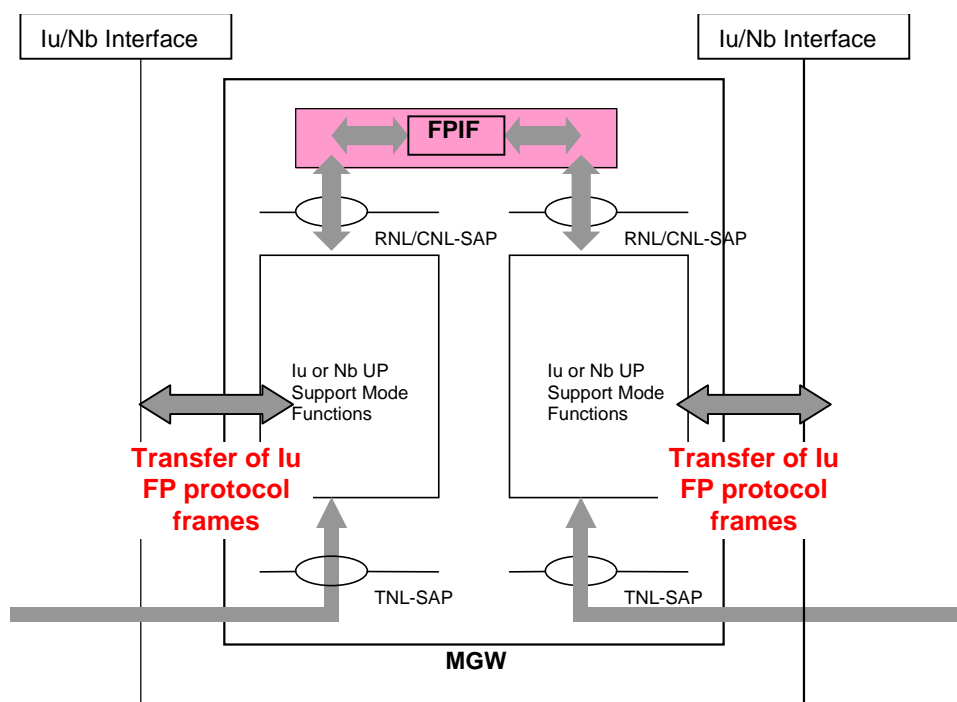 Iu/Nb Interface
Iu/Nb Interface
FPIF
RNL/CNL-SAP
RNL/CNL-SAP
Iu or Nb UP
Support Mode
Functions
Iu or Nb UP
Support Mode
Functions
Transfer of Iu
FP protocol
frames
Transfer of Iu
FP protocol
frames
TNL-SAP
TNL-SAP
MGW